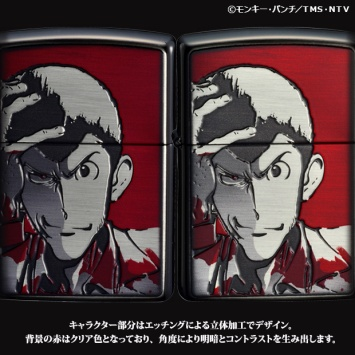 ©モンキー・パンチ/TMS・NTV
キャラクター部分はエッチングによる立体加工でデザイン。
背景の赤はクリア色となっており、角度により明暗とコントラストを生み出します。